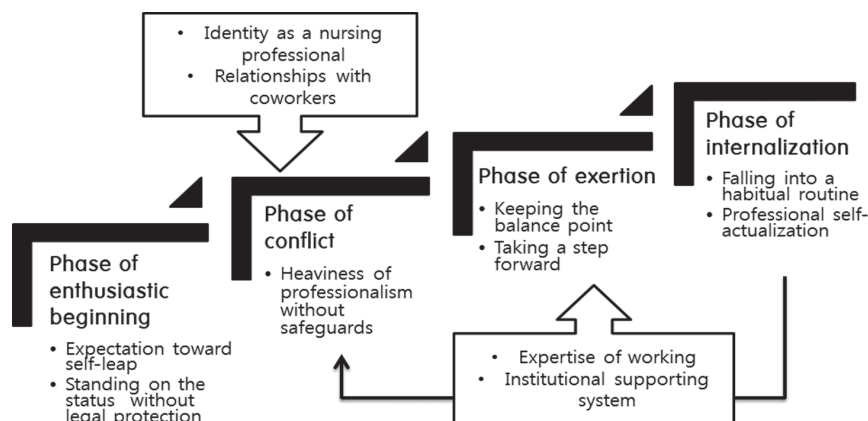 • Identity as a nursing
professional
• Relationships with
coworkers
Phase of
enthusiastic
beginning
• Expectation toward
self-leap
• Standing on the
status without
legal protection
Phase of
conflict
• Heaviness of
professionalism
without
safeguards
Phase of exertion
• Keeping the
balance point
• Taking a step
forward
Phase of
internalization
• Falling into a
habitual routine
• Professional self-
actualization
• Expertise of working
• Institutional supporting
system